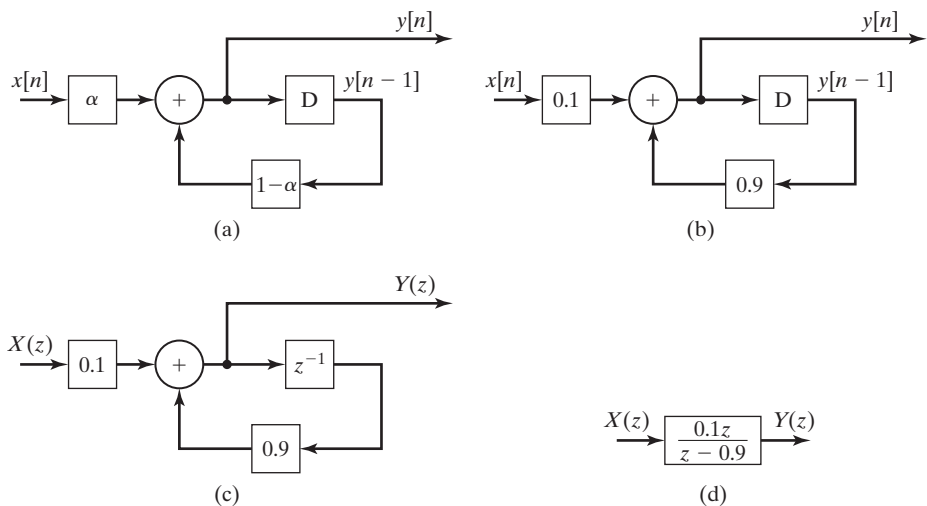 y[n]
x[n] α + D y[n − 1]
1−α
(a)
y[n]
x[n] 0.1 + D y[n − 1]
0.9
(b)
Y(z)
X(z) 0.1 + z⁻¹
0.9
(c)
X(z) 0.1z Y(z)
z − 0.9
(d)